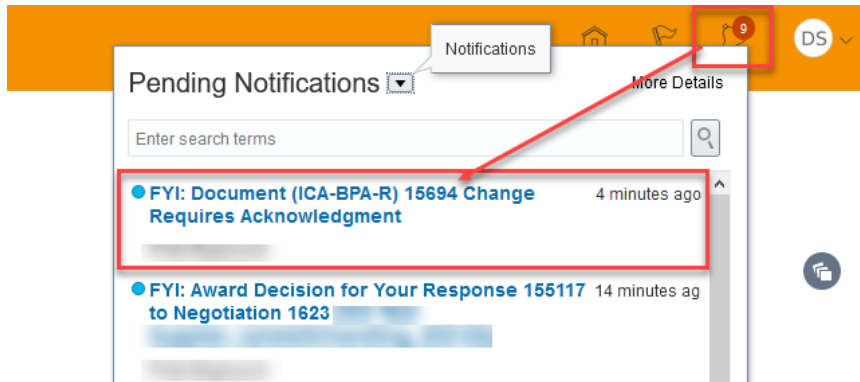 9
DS
Notifications
Pending Notifications
More Details
Enter search terms
FYI: Document (ICA-BPA-R) 15694 Change
Requires Acknowledgment
4 minutes ago
FYI: Award Decision for Your Response 155117
to Negotiation 1623
14 minutes ag